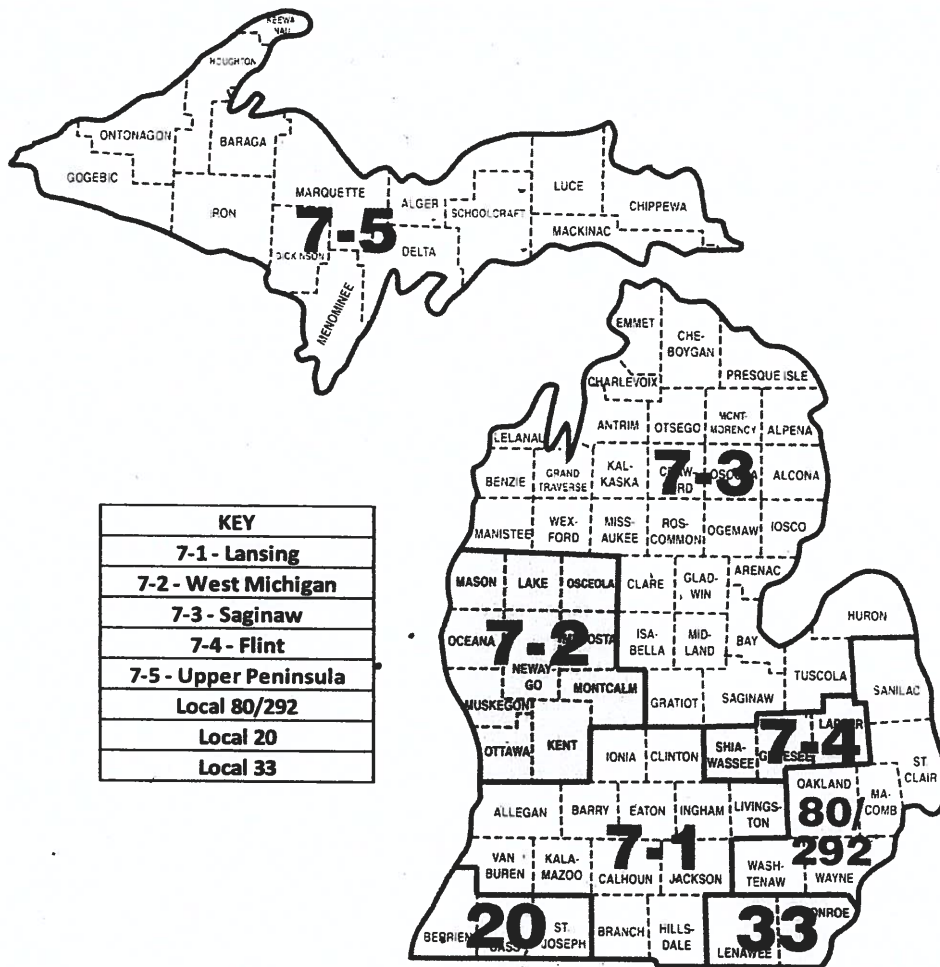 KEEWA
NAU
HOUGHTON
ONTONAGON
BARAGA
GOGEBIC
MARQUETTE
ALGER
LUCE
IRON
SCHOOLCRAFT
CHIPPEWA
7-5
MACKINAC
DICKINSON
DELTA
MENOMINEE
EMMET
CHE-
BOYGAN
PRESQUE ISLE
CHARLEVOIX
ANTRIM
OTSEGO
MONT-
MORENCY
ALPENA
LELANAU
BENZIE
GRAND
TRAVERSE
KAL-
KASKA
7-3
ALCONA
MANISTEE
WEX-
FORD
MISS-
AUKEE
ROS-
COMMON
OGEMAW
IOSCO
KEY
7-1 - Lansing
7-2 - West Michigan
7-3 - Saginaw
7-4 - Flint
7-5 - Upper Peninsula
Local 80/292
Local 20
Local 33
MASON
LAKE
OSCEOLA
CLARE
GLAD-
WIN
ARENAC
HURON
OCEANA
7-2
ISA-
BELLA
MID-
LAND
BAY
NEWAY-
GO
MONTCALM
TUSCOLA
SANILAC
MUSKEGON
GRATIOT
SAGINAW
OTTAWA
KENT
IONIA
CLINTON
SHIA-
WASSEE
7-4
ST.
CLAIR
ALLEGAN
BARRY
EATON
INGHAM
LIVINGS-
TON
OAKLAND
MA-
COMB
80/
292
VAN
BUREN
KALA-
MAZOO
7-1
CALHOUN
JACKSON
WASH-
TENAW
WAYNE
BERRIEN
20
ST.
JOSEPH
BRANCH
HILLS-
DALE
LENAWEE
33